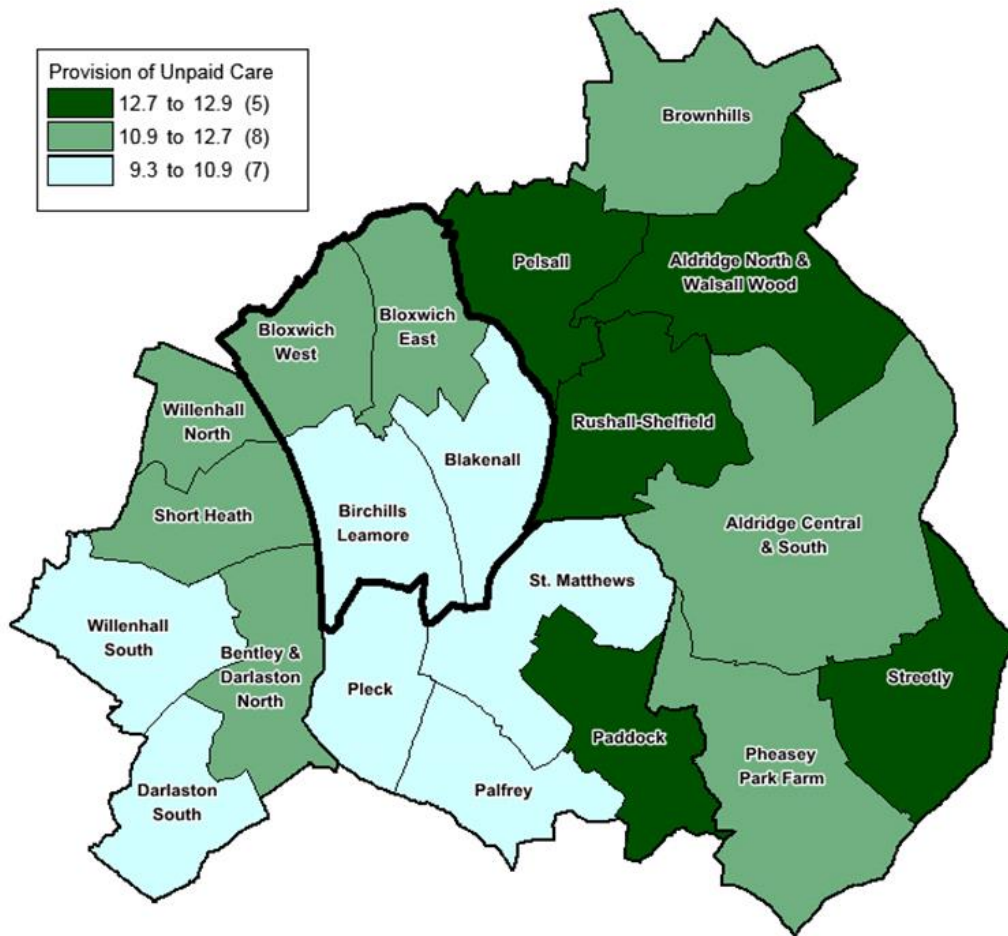 Provision of Unpaid Care
12.7 to 12.9 (5)
10.9 to 12.7 (8)
9.3 to 10.9 (7)
Brownhills
Pelsall
Aldridge North &
Walsall Wood
Bloxwich
East
Bloxwich
West
Willenhall
North
Rushall-Shelfield
Blakenall
Short Heath
Birchills
Leamore
Aldridge Central
& South
St. Matthews
Willenhall
South
Bentley &
Darlaston
North
Pleck
Streetly
Paddock
Pheasey
Park Farm
Darlaston
South
Palfrey